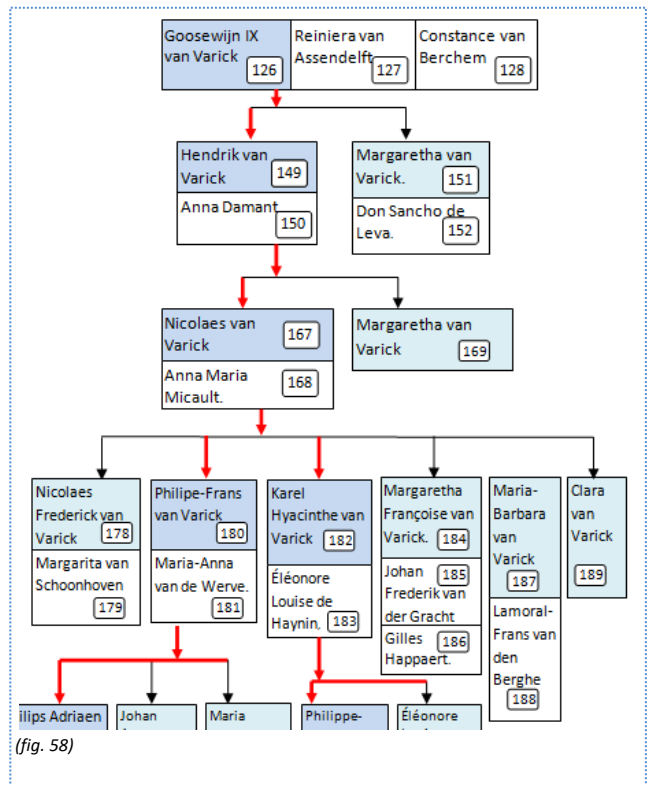 Goosewijn IX
van Varick 126
Reiniera van
Assendelft 127
Constance van
Berchem 128
Hendrik van
Varick 149
Anna Damant
150
Margaretha van
Varick. 151
Don Sancho de
Leva. 152
Nicolaes van
Varick 167
Anna Maria 168
Micault.
Margaretha van
Varick 169
Nicolaes
Frederick van
Varick 178
Margarita van
Schoonhoven
179
Philipe-Frans
van Varick
180
Maria-Anna
van de Werve.
181
Karel
Hyacinthe van
Varick 182
Éléonore
Louise de
Haynin, 183
Margaretha
Françoise van
Varick. 184
Johan 185
Frederik van
der Gracht
Gilles 186
Happaert.
Maria-
Barbara
van
Varick
187
Lamoral-
Frans van
den
Berghe
188
Clara
van
Varick
189
ilips Adriaen
Johan
Maria
Philippe-
Éléonore
(fig. 58)